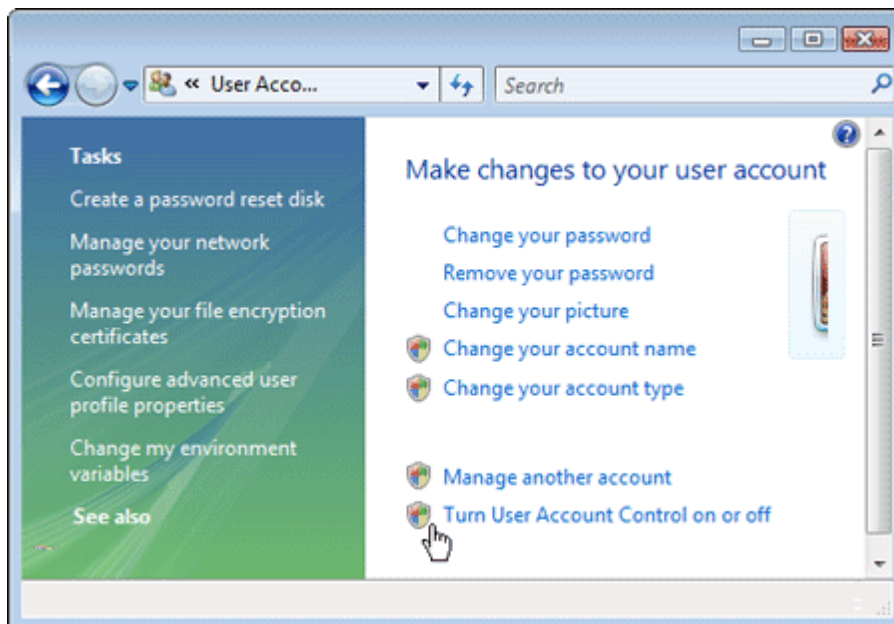 « User Acco...
Search
Tasks
Create a password reset disk
Manage your network
passwords
Manage your file encryption
certificates
Configure advanced user
profile properties
Change my environment
variables
See also
?
Make changes to your user account
Change your password
Remove your password
Change your picture
Change your account name
Change your account type
Manage another account
Turn User Account Control on or off